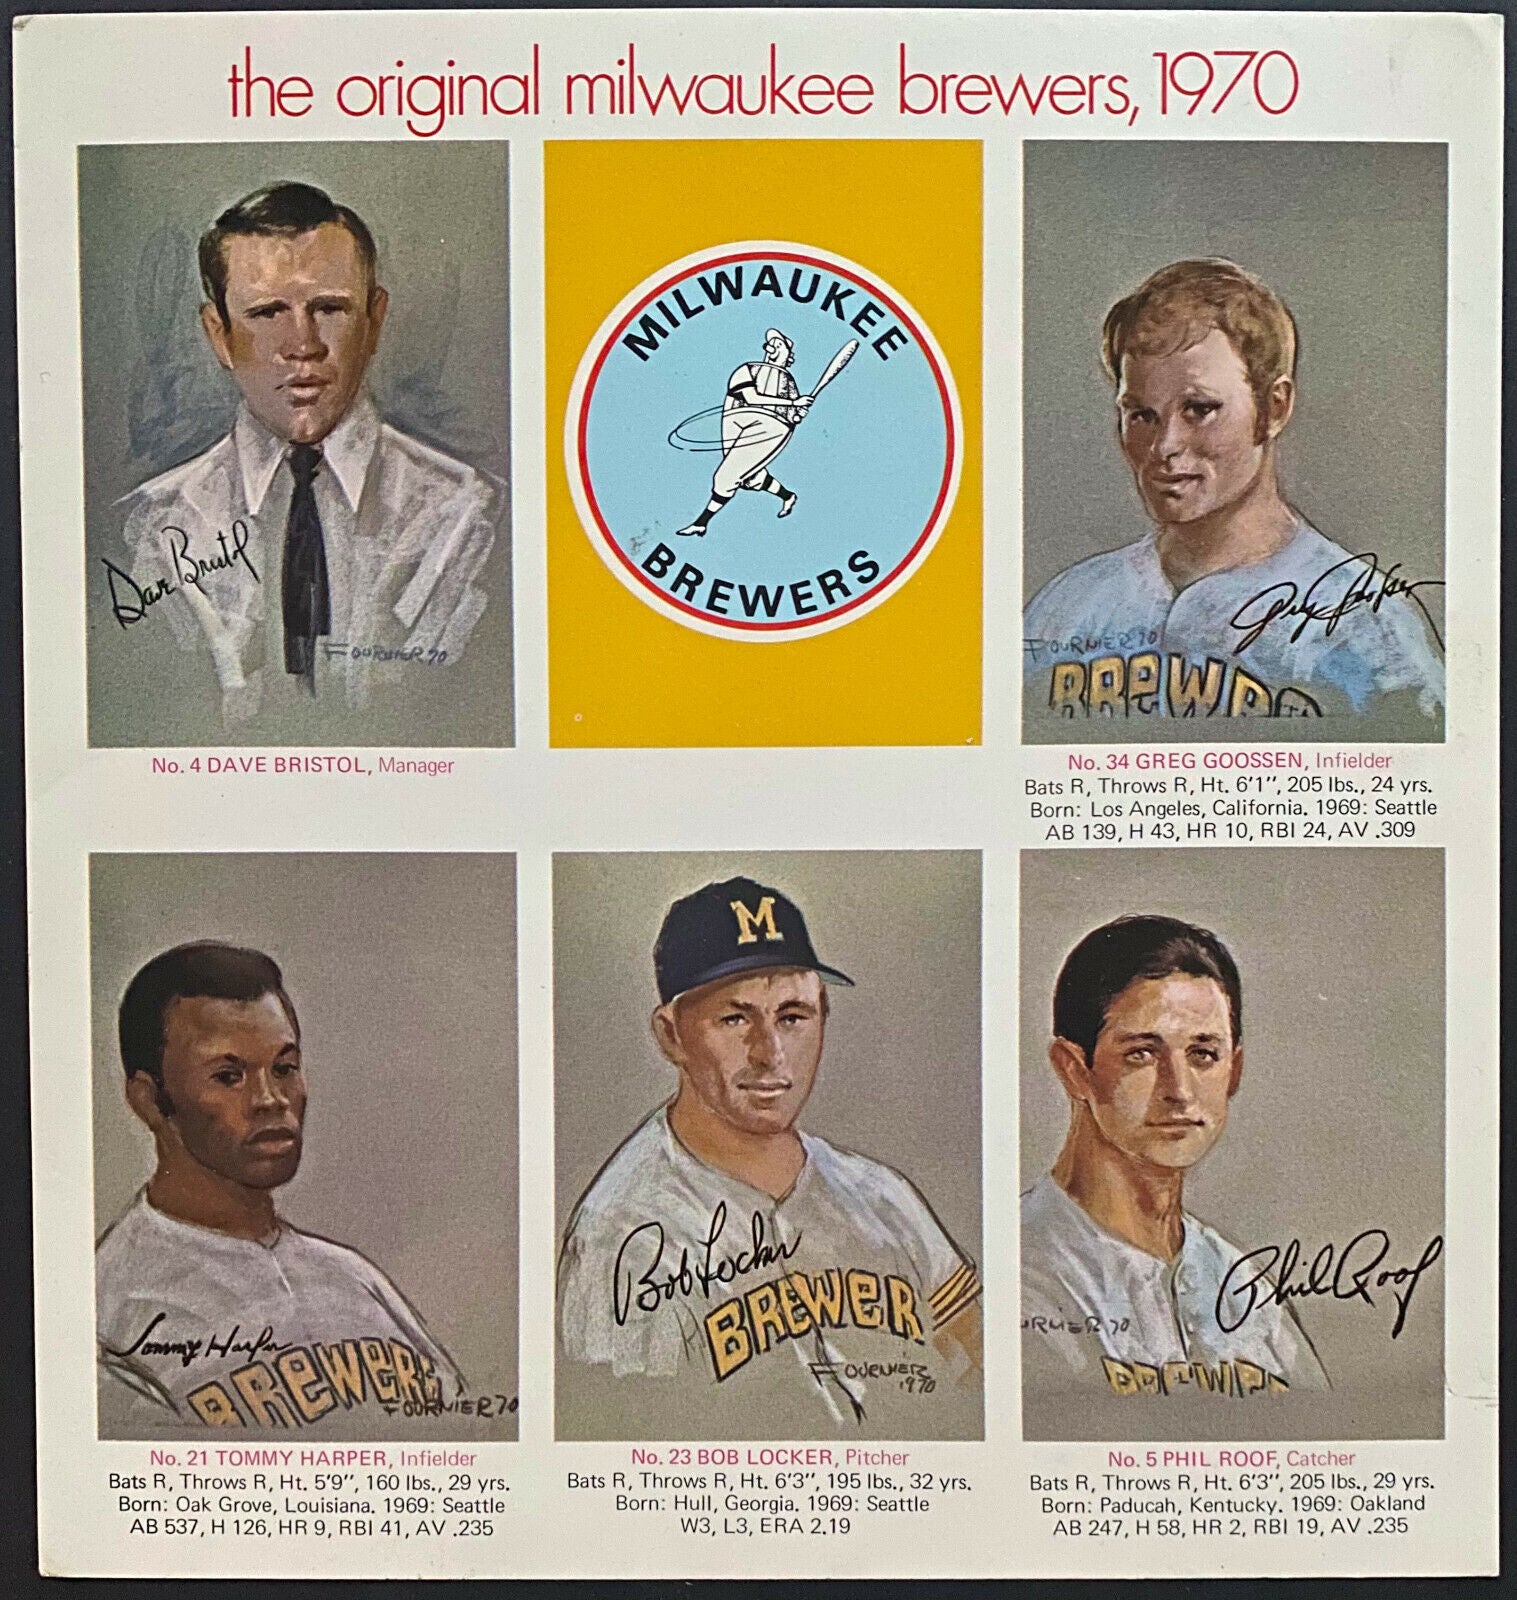 the original milwaukee brewers, 1970
Dave Bristol
FOURNIER 70
No. 4 DAVE BRISTOL, Manager
MILWAUKEE
BREWERS
Greg Goossen
FOURNIER 70
BREWER
No. 34 GREG GOOSSEN, Infielder
Bats R, Throws R, Ht. 6'1", 205 lbs., 24 yrs.
Born: Los Angeles, California. 1969: Seattle
AB 139, H 43, HR 10, RBI 24, AV .309
Tommy Harper
BREWERS
FOURNIER 70
No. 21 TOMMY HARPER, Infielder
Bats R, Throws R, Ht. 5'9", 160 lbs., 29 yrs.
Born: Oak Grove, Louisiana. 1969: Seattle
AB 537, H 126, HR 9, RBI 41, AV .235
M
Bob Locker
BREWER
FOURNIER
1970
No. 23 BOB LOCKER, Pitcher
Bats R, Throws R, Ht. 6'3", 195 lbs., 32 yrs.
Born: Hull, Georgia. 1969: Seattle
W3, L3, ERA 2.19
Phil Roof
URNIER 70
BREWER
No. 5 PHIL ROOF, Catcher
Bats R, Throws R, Ht. 6'3", 205 lbs., 29 yrs.
Born: Paducah, Kentucky. 1969: Oakland
AB 247, H 58, HR 2, RBI 19, AV .235